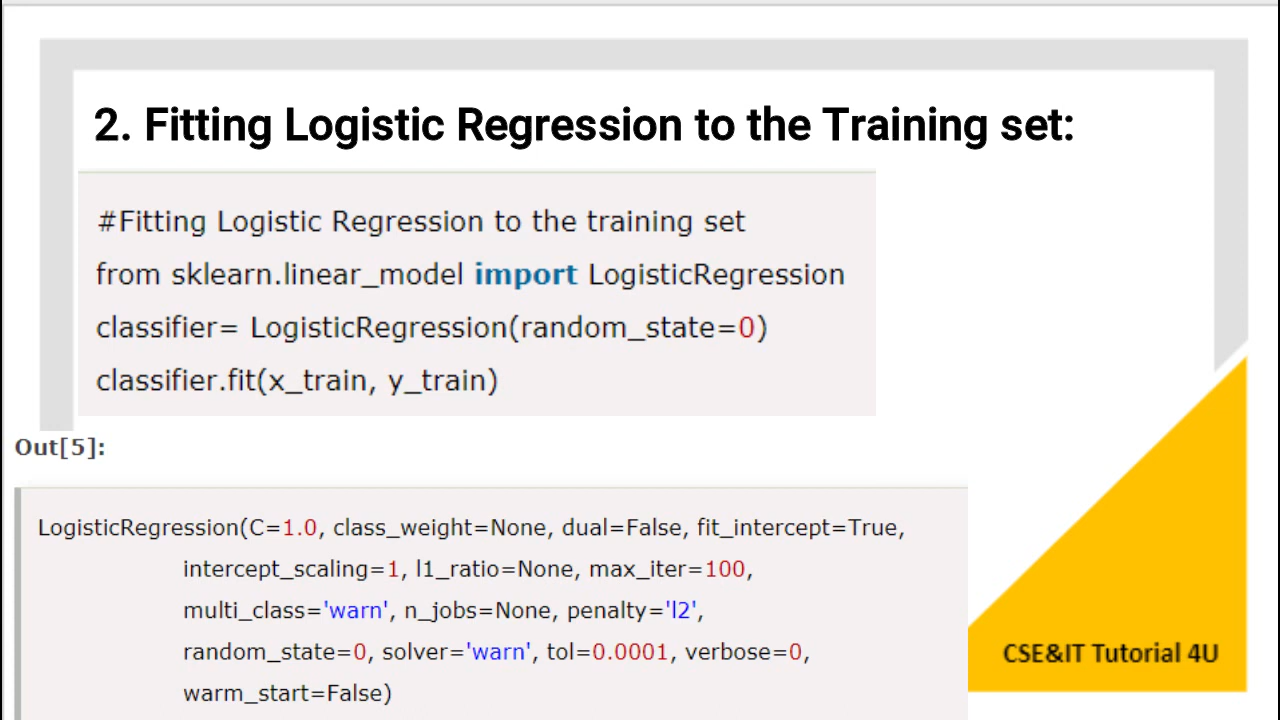 2. Fitting Logistic Regression to the Training set:
#Fitting Logistic Regression to the training set
from sklearn.linear_model import LogisticRegression
classifier= LogisticRegression(random_state=0)
classifier.fit(x_train, y_train)
Out[5]:
LogisticRegression(C=1.0, class_weight=None, dual=False, fit_intercept=True,
intercept_scaling=1, l1_ratio=None, max_iter=100,
multi_class='warn', n_jobs=None, penalty='l2',
random_state=0, solver='warn', tol=0.0001, verbose=0,
warm_start=False)
CSE&IT Tutorial 4U